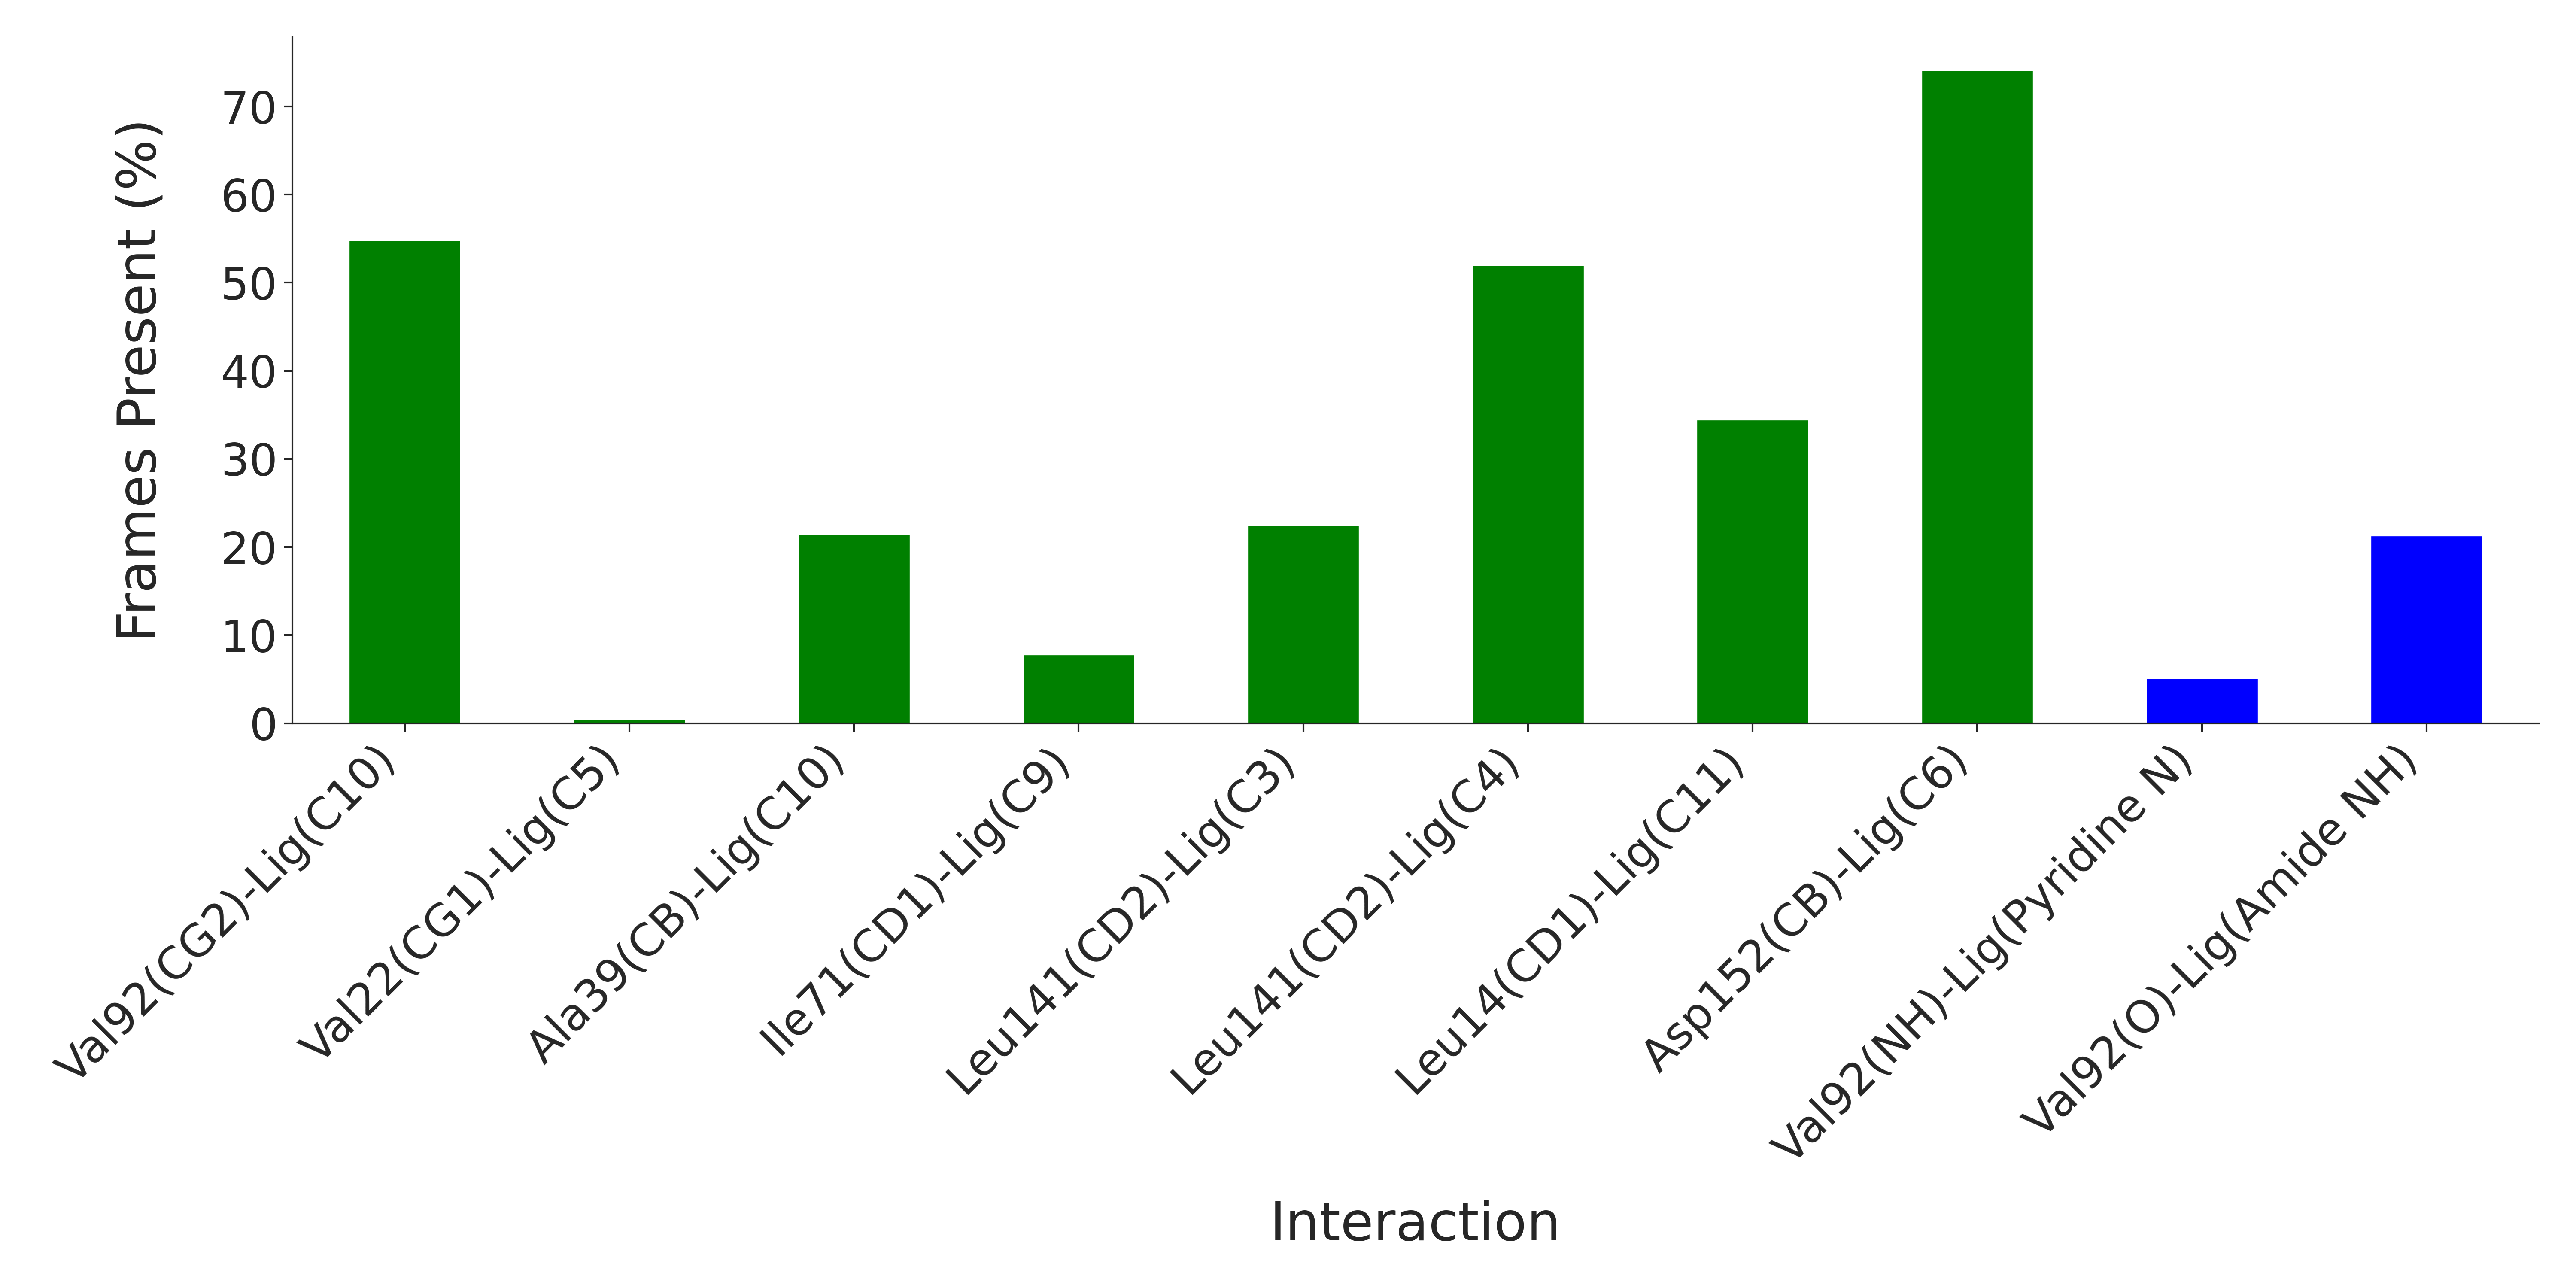 Frames Present (%)
70
60
50
40
30
20
10
0
Val92(CG2)-Lig(C10)
Val22(CG1)-Lig(C5)
Ala39(CB)-Lig(C10)
Ile71(CD1)-Lig(C9)
Leu141(CD2)-Lig(C3)
Leu141(CD2)-Lig(C4)
Leu14(CD1)-Lig(C11)
Asp152(CB)-Lig(C6)
Val92(NH)-Lig(Pyridine N)
Val92(O)-Lig(Amide NH)
Interaction